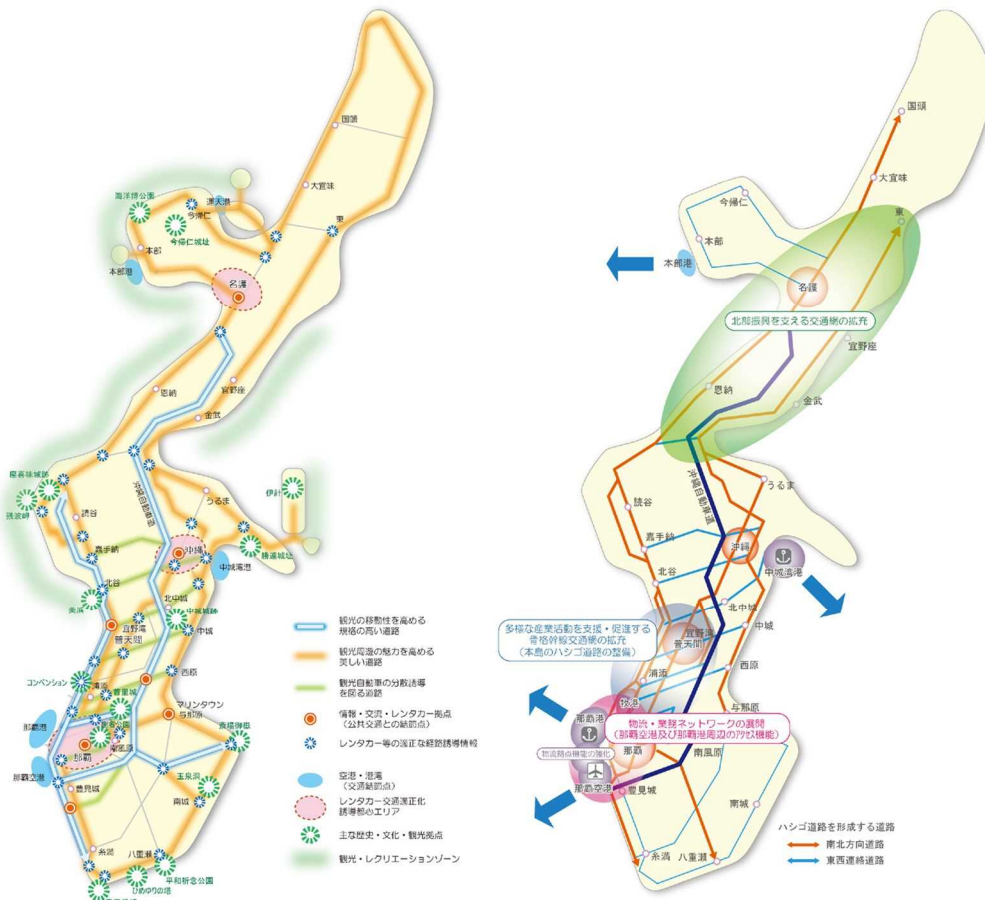 国頭
大宜味
東
海洋博公園
今帰仁
運天港
今帰仁城址
本部
本部港
名護
恩納
宜野座
金武
座喜味城跡
残波岬
読谷
沖縄自動車道
うるま
伊計
嘉手納
沖縄
勝連城址
中城湾港
北谷
美浜
北中城
中城城跡
宜野湾
普天間
中城
コンベンション
浦添
西原
首里城
マリンタウン
与那原
那覇港
那覇
南風原
斎場御嶽
那覇空港
豊見城
玉泉洞
南城
糸満
八重瀬
平和祈念公園
ひめゆりの塔
観光の移動性を高める
規格の高い道路
観光周遊の魅力を高める
美しい道路
観光自動車の分散誘導
を図る道路
情報・交流・レンタカー拠点
（公共交通との結節点）
レンタカー等の適正な経路誘導情報
空港・港湾
（交通結節点）
レンタカー交通適正化
誘導都心エリア
主な歴史・文化・観光拠点
観光・レクリエーションゾーン
国頭
大宜味
東
今帰仁
本部
本部港
名護
北部振興を支える交通網の拡充
宜野座
恩納
金武
沖縄自動車道
うるま
読谷
嘉手納
沖縄
北谷
中城湾港
北中城
多様な産業活動を支援・促進する
骨格幹線交通網の拡充
（本島のハシゴ道路の整備）
宜野湾
普天間
中城
浦添
西原
牧港
与那原
那覇港
物流・業務ネットワークの展開
（那覇空港及び那覇港周辺のアクセス機能）
物流拠点機能の強化
那覇
南風原
那覇空港
豊見城
南城
糸満
八重瀬
ハシゴ道路を形成する道路
南北方向道路
東西連絡道路